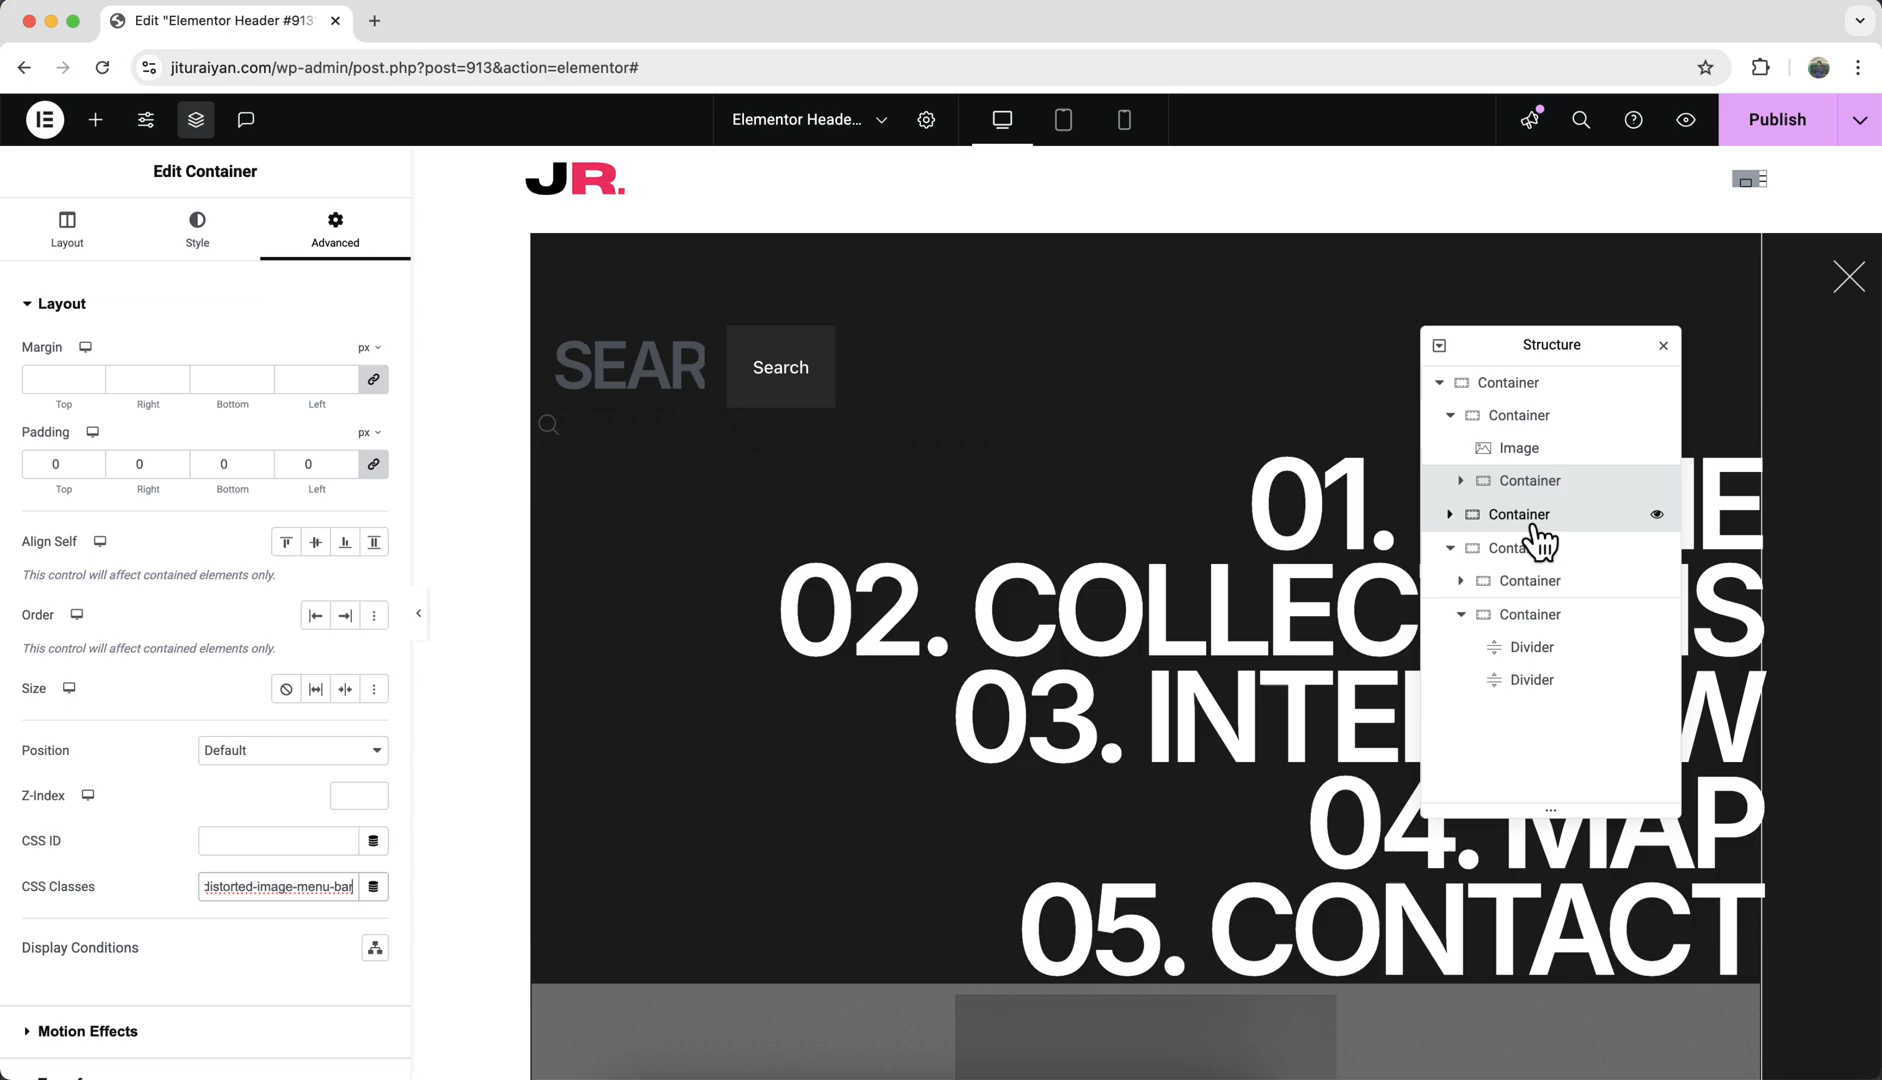 Edit "Elementor Header #913"
jituraiyan.com/wp-admin/post.php?post=913&action=elementor#
Elementor Heade...
Publish
Edit Container
Layout
Style
Advanced
Layout
Margin
px
Top
Right
Bottom
Left
Padding
px
0
0
0
0
Top
Right
Bottom
Left
Align Self
This control will affect contained elements only.
Order
This control will affect contained elements only.
Size
Position
Default
Z-Index
CSS ID
CSS Classes
distorted-image-menu-bar
Display Conditions
Motion Effects
JR.
SEAR
Search
01.
02. COLLEC
NS
03. INTE
W
04. MAP
05. CONTACT
Structure
Container
Container
Image
Container
Container
Container
Divider
Divider